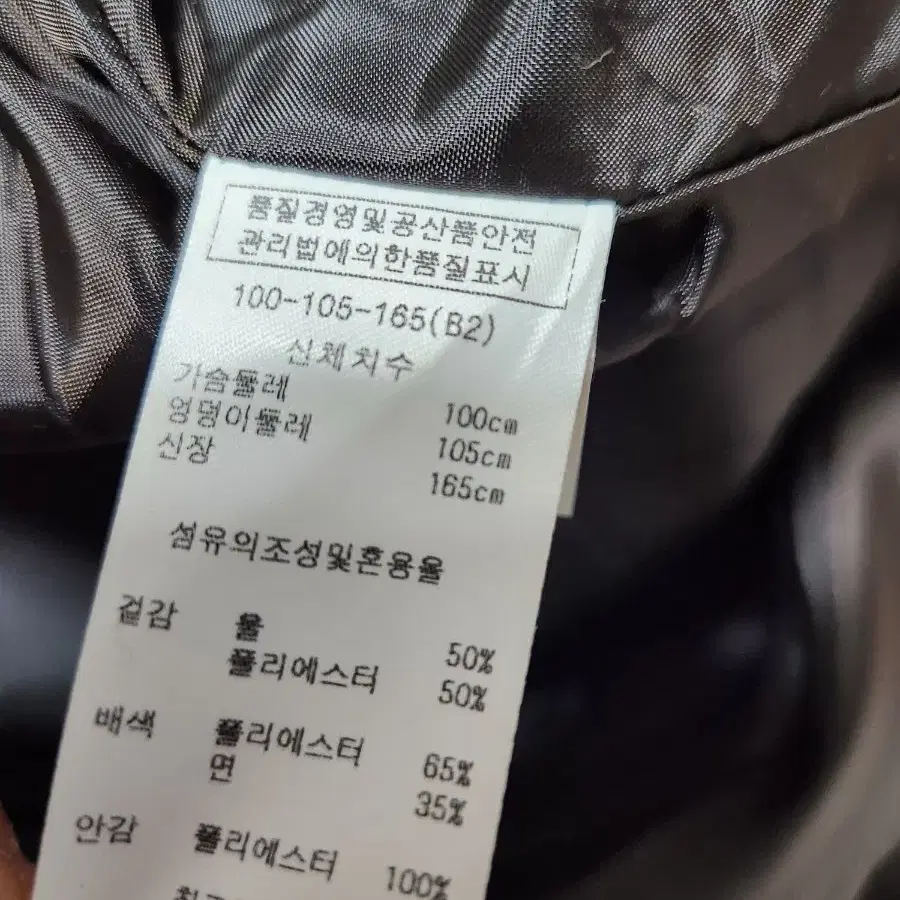 품질경영및공산품안전
관리법에의한품질표시
100-105-165(B2)
신체치수
가슴둘레 100cm
엉덩이둘레 105cm
신장 165cm
섬유의조성및혼용율
겉감 울 50%
폴리에스터 50%
배색 폴리에스터 65%
면 35%
안감 폴리에스터 100%